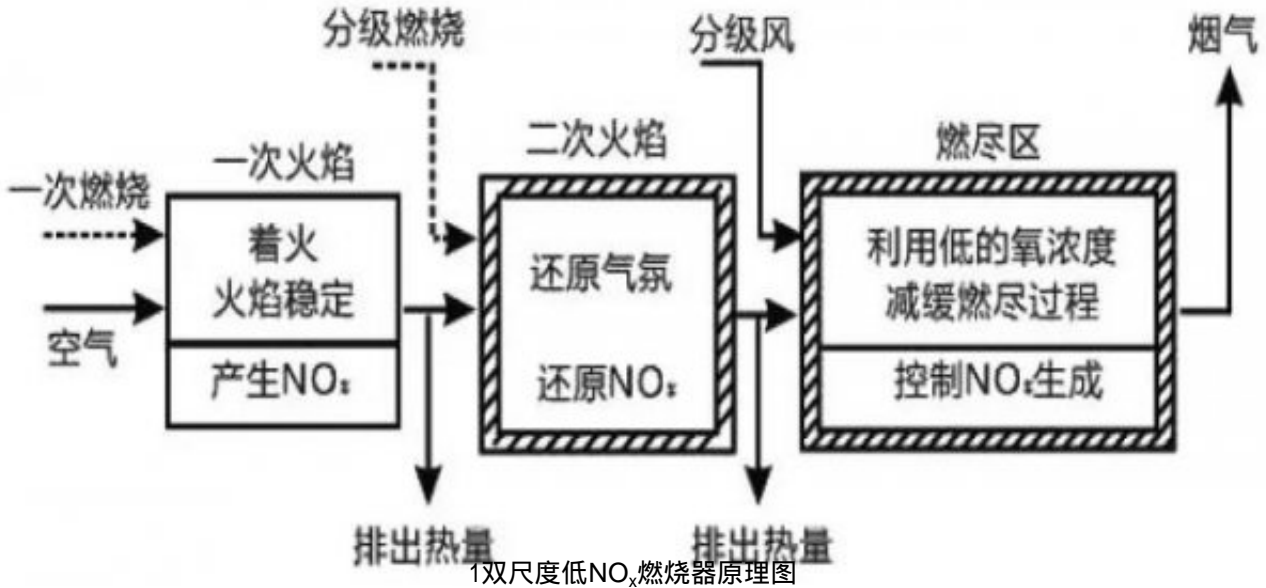 分级燃烧
分级风
烟气
一次火焰
二次火焰
燃尽区
一次燃烧
空气
着火
火焰稳定
产生NOx
还原气氛
还原NOx
利用低的氧浓度
减缓燃尽过程
控制NOx生成
排出热量
排出热量
1双尺度低NOx燃烧器原理图